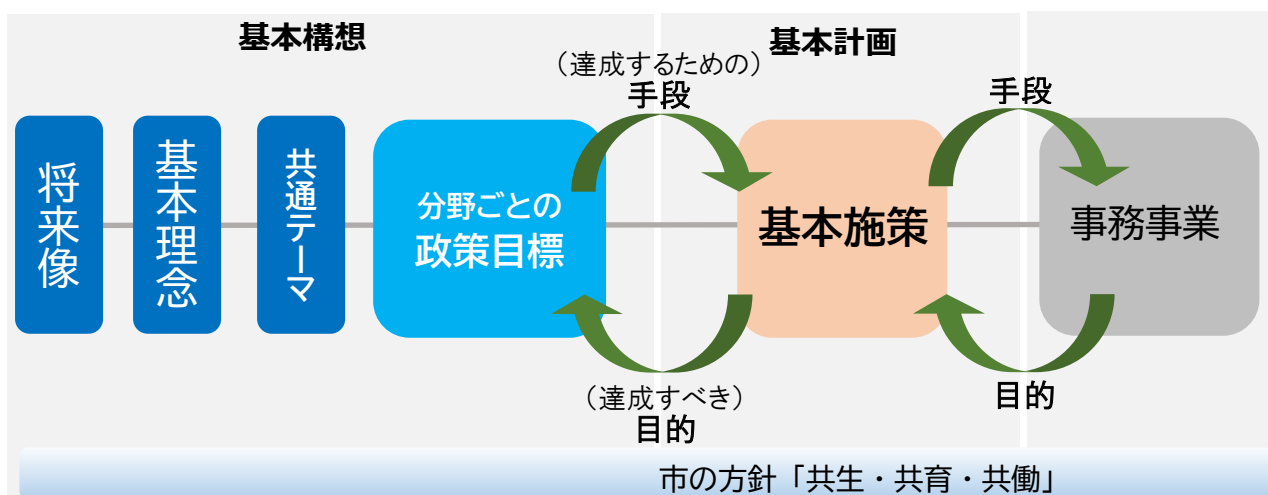 基本構想
基本計画
（達成するための）
手段
手段
将来像
基本理念
共通テーマ
分野ごとの
政策目標
基本施策
事務事業
（達成すべき）
目的
目的
市の方針「共生・共育・共働」